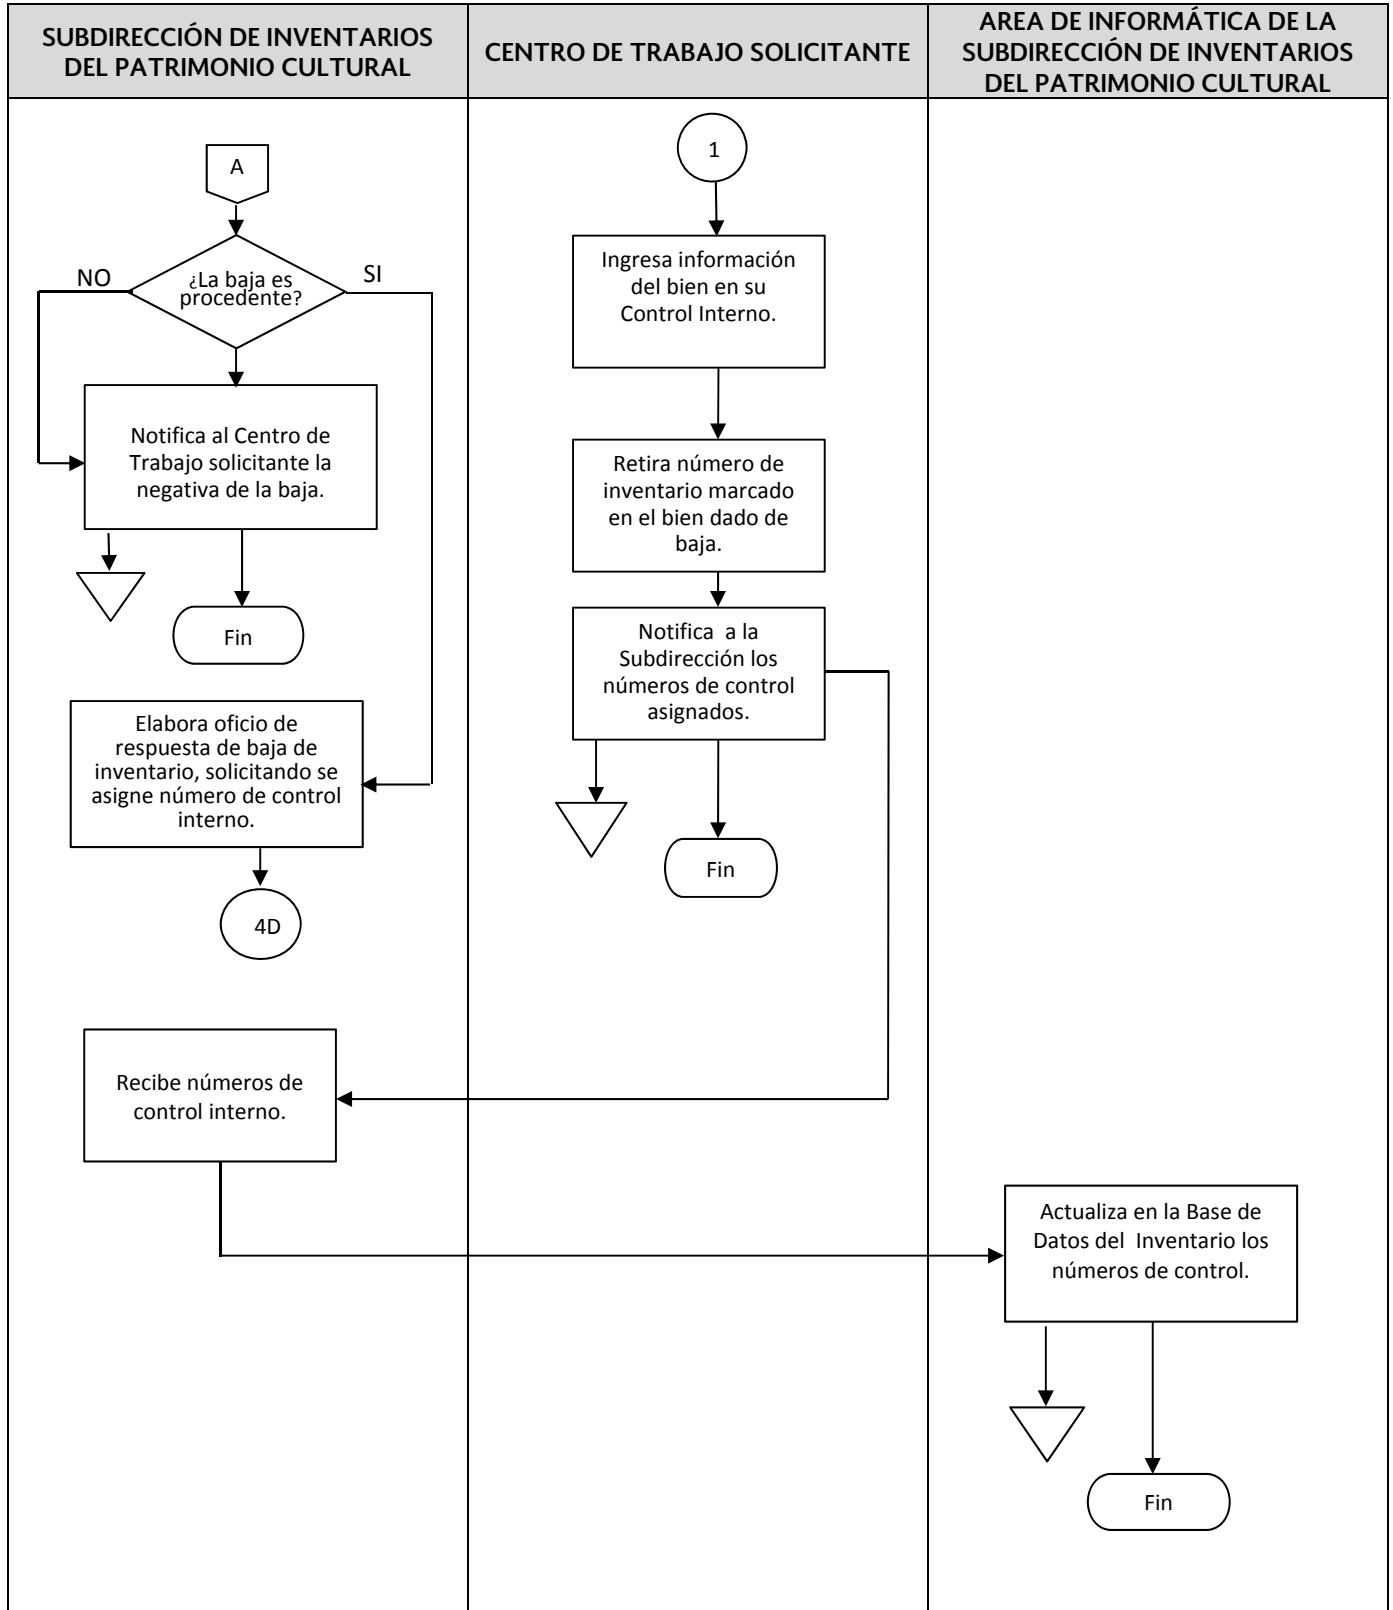 SUBDIRECCIÓN DE INVENTARIOS
DEL PATRIMONIO CULTURAL
CENTRO DE TRABAJO SOLICITANTE
AREA DE INFORMÁTICA DE LA
SUBDIRECCIÓN DE INVENTARIOS
DEL PATRIMONIO CULTURAL
A
¿La baja es
procedente?
NO
SI
Notifica al Centro de
Trabajo solicitante la
negativa de la baja.
Fin
Elabora oficio de
respuesta de baja de
inventario, solicitando se
asigne número de control
interno.
4D
Recibe números de
control interno.
1
Ingresa información
del bien en su
Control Interno.
Retira número de
inventario marcado
en el bien dado de
baja.
Notifica a la
Subdirección los
números de control
asignados.
Fin
Actualiza en la Base de
Datos del Inventario los
números de control.
Fin